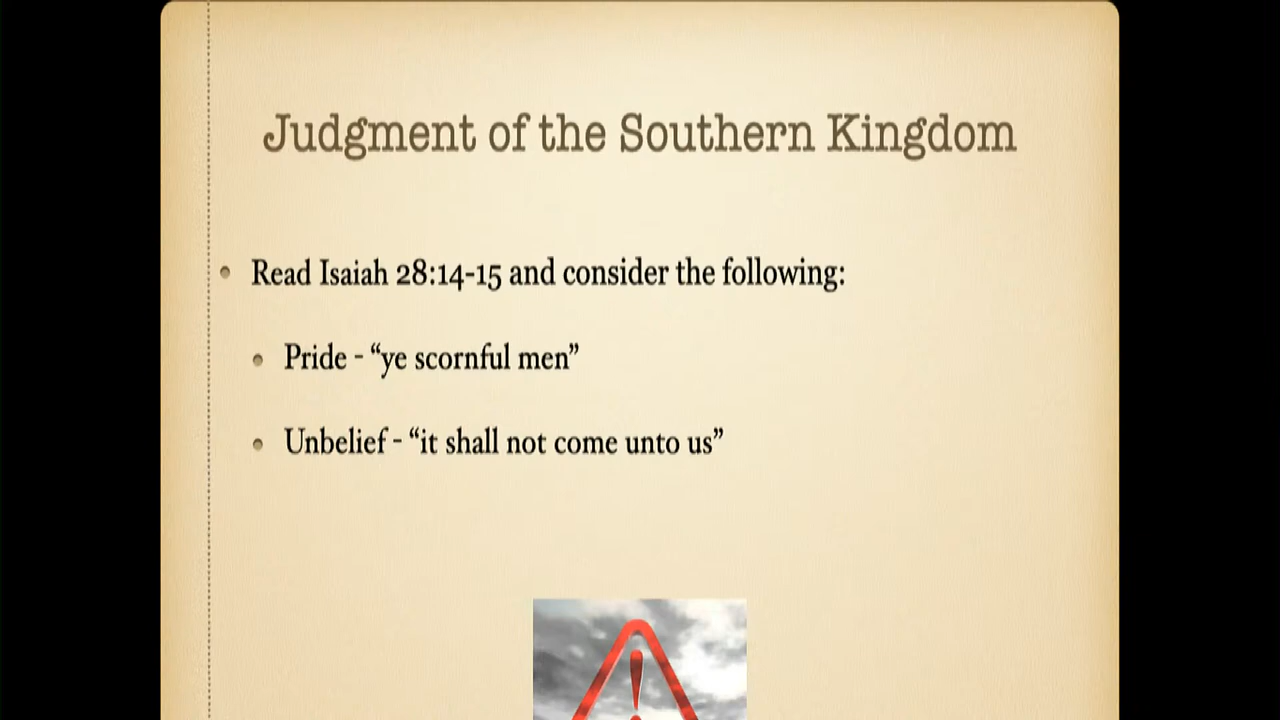 Judgment of the Southern Kingdom
Read Isaiah 28:14-15 and consider the following:
Pride - “ye scornful men”
Unbelief - “it shall not come unto us”